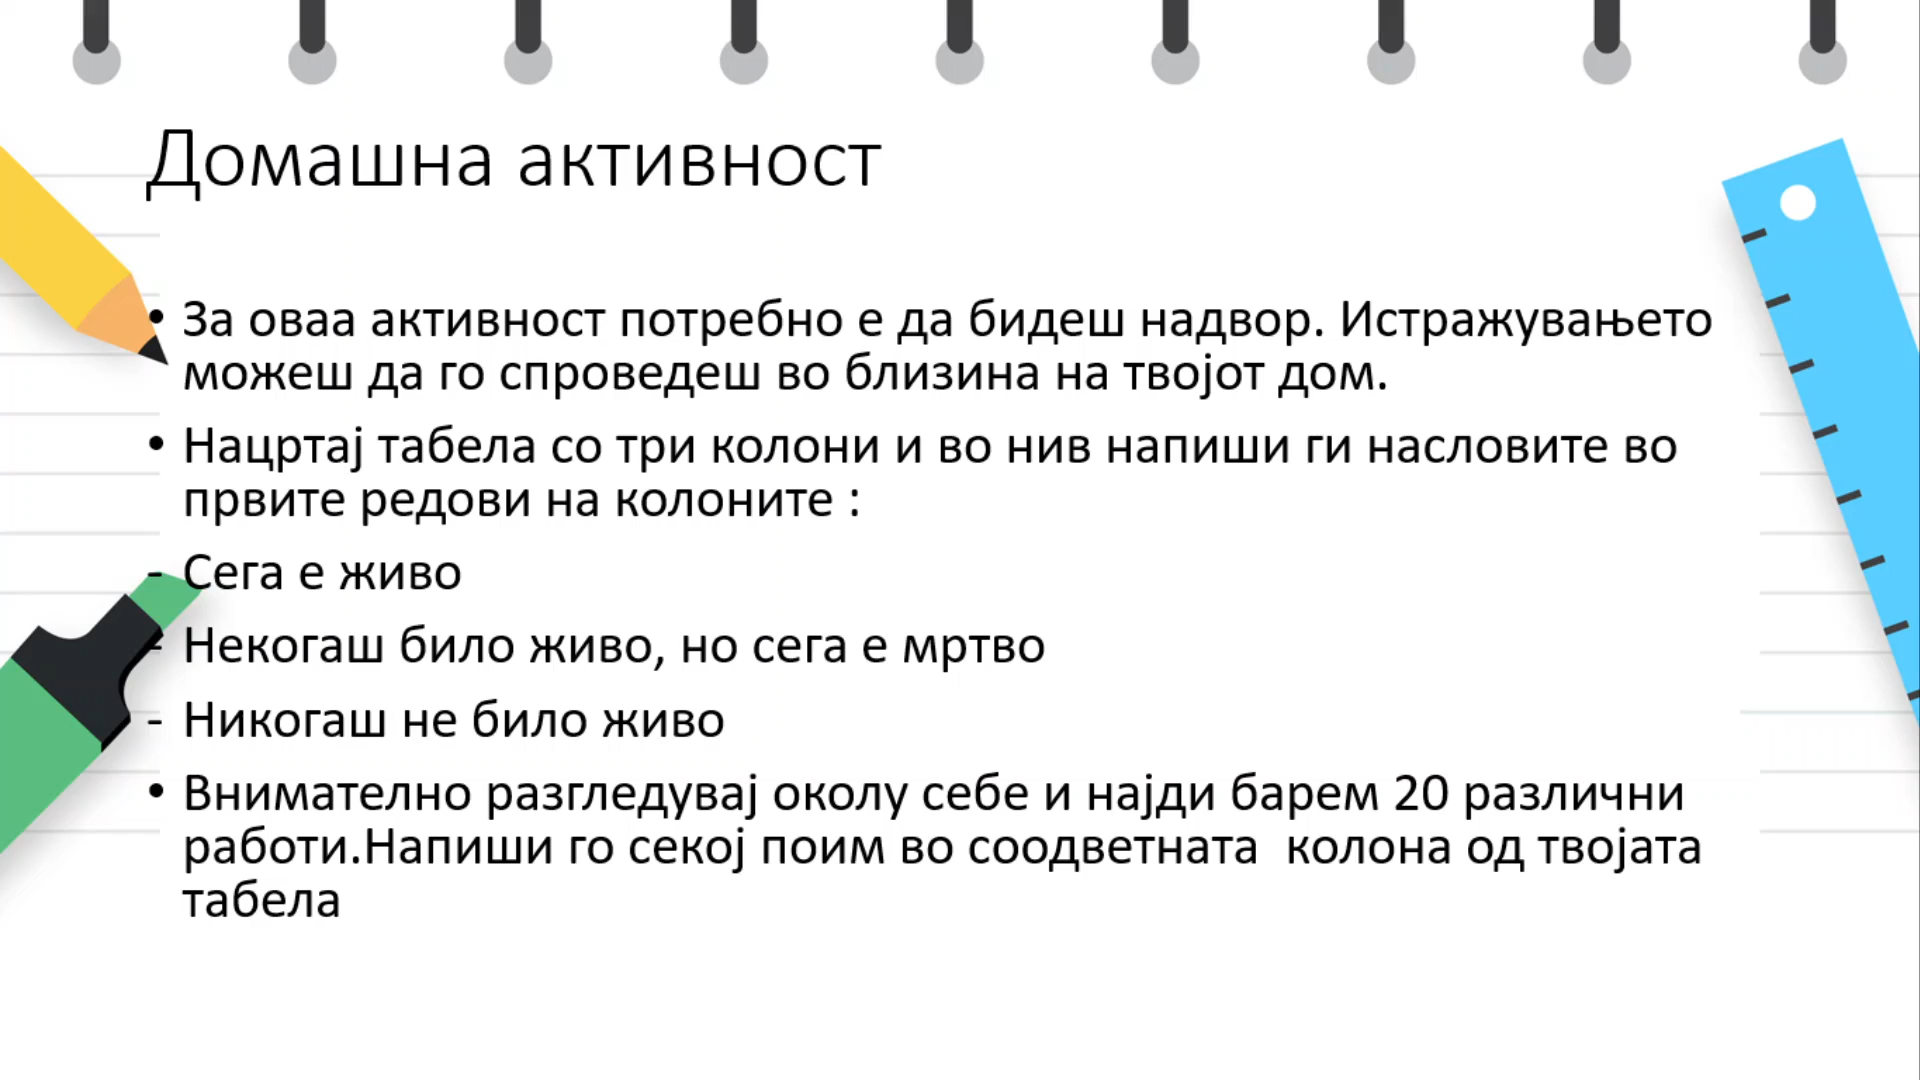 Домашна активност
• За оваа активност потребно е да бидеш надвор. Истражувањето
можеш да го спроведеш во близина на твојот дом.
• Нацртај табела со три колони и во нив напиши ги насловите во
првите редови на колоните :
- Сега е живо
- Некогаш било живо, но сега е мртво
- Никогаш не било живо
• Внимателно разгледувај околу себе и најди барем 20 различни
работи.Напиши го секој поим во соодветната  колона од твојата
табела